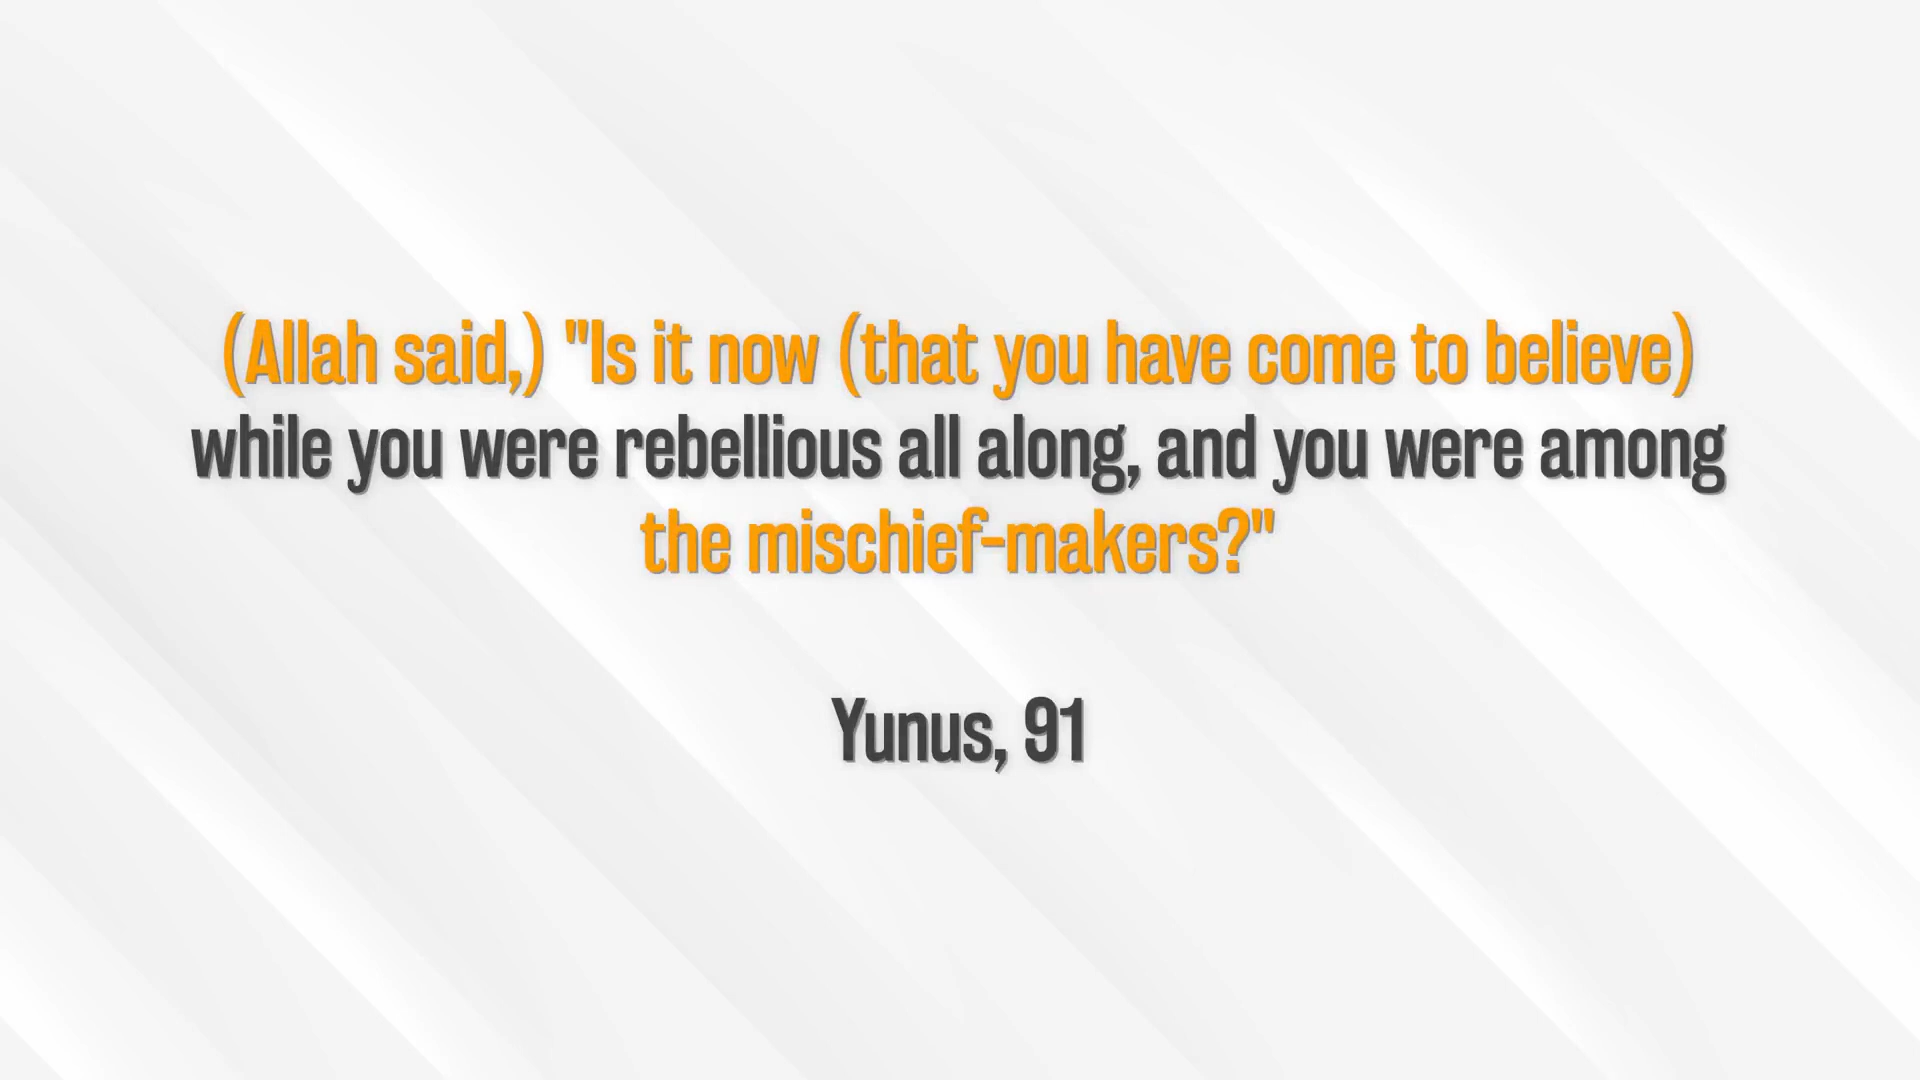 (Allah said,) "Is it now (that you have come to believe)
while you were rebellious all along, and you were among
the mischief-makers?"
Yunus, 91